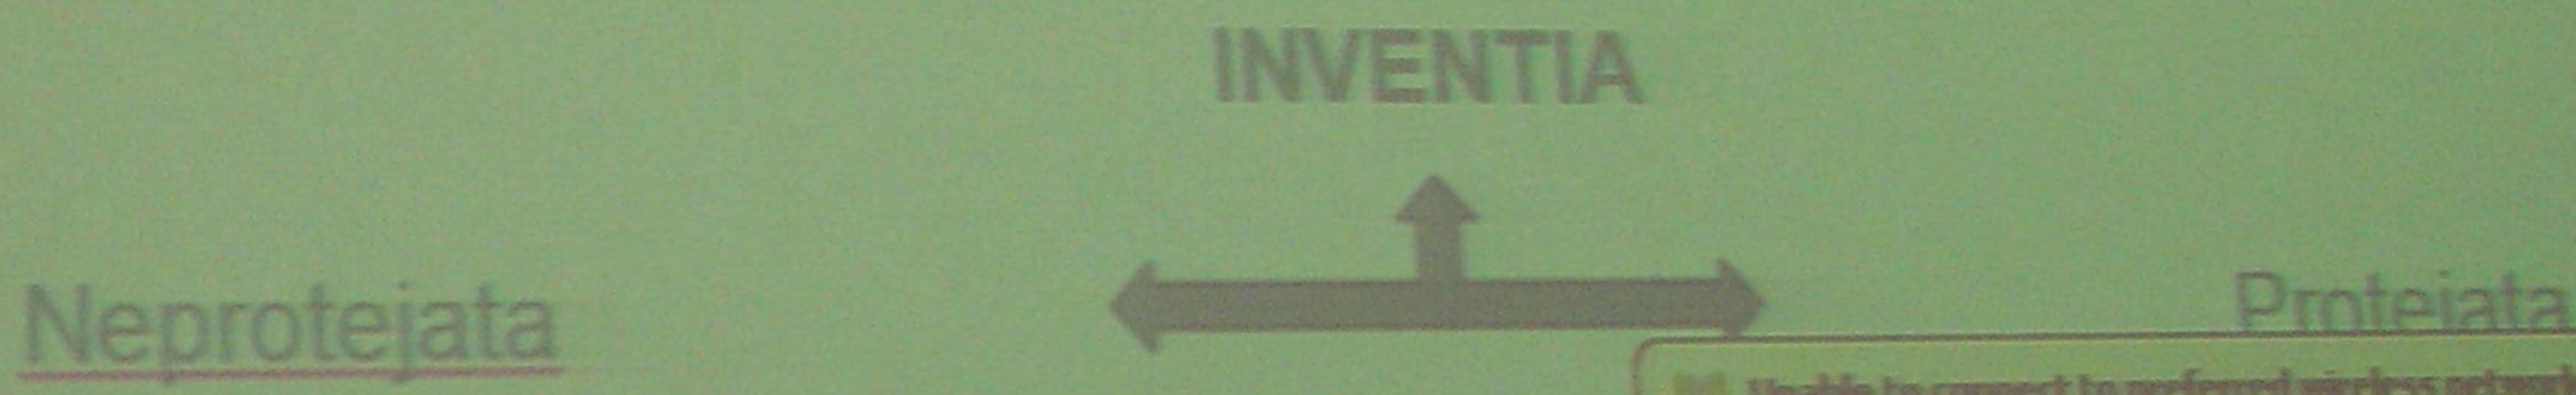 INVENTIA
Neprotejata
Protejata
Unable to connect to preferred wireless network